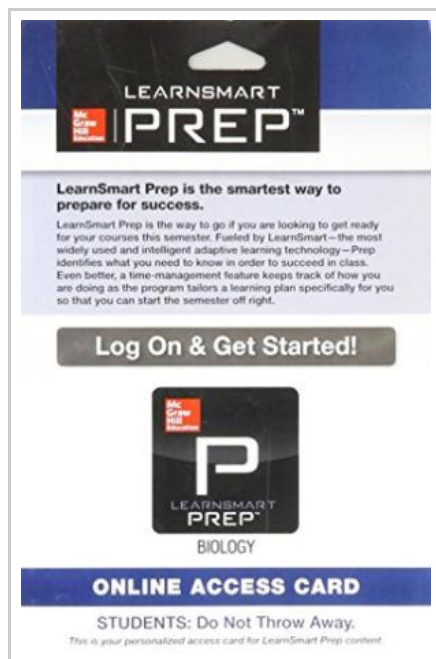 LEARNSMART
Mc
Graw
Hill
Education
PREP™
LearnSmart Prep is the smartest way to
prepare for success.
LearnSmart Prep is the way to go if you are looking to get ready
for your courses this semester. Fueled by LearnSmart—the most
widely used and intelligent adaptive learning technology—Prep
identifies what you need to know in order to succeed in class.
Even better, a time-management feature keeps track of how you
are doing as the program tailors a learning plan specifically for you
so that you can start the semester off right.
Log On & Get Started!
Mc
Graw
Hill
Education
P
LEARNSMART
PREP™
BIOLOGY
ONLINE ACCESS CARD
STUDENTS: Do Not Throw Away.
This is your personalized access card for LearnSmart Prep content.